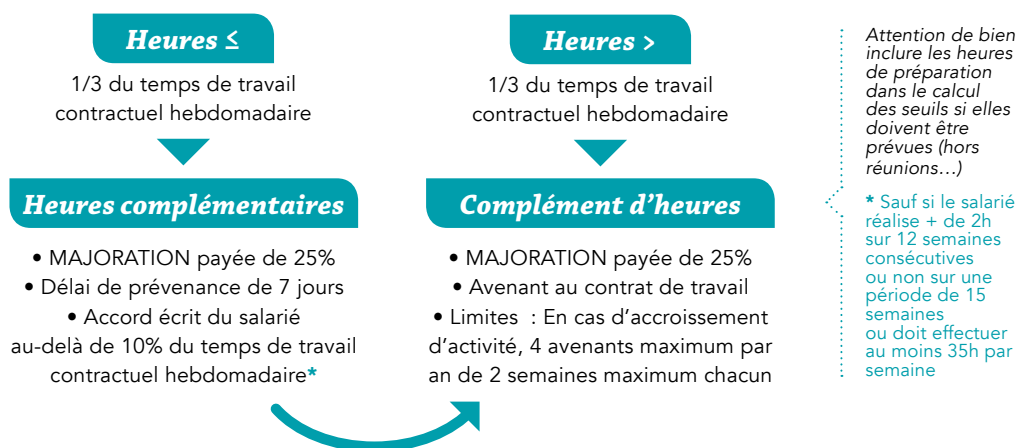 Heures ≤
1/3 du temps de travail
contractuel hebdomadaire
Heures complémentaires
• MAJORATION payée de 25%
• Délai de prévenance de 7 jours
• Accord écrit du salarié
au-delà de 10% du temps de travail
contractuel hebdomadaire*
Heures >
1/3 du temps de travail
contractuel hebdomadaire
Complément d'heures
• MAJORATION payée de 25%
• Avenant au contrat de travail
• Limites : En cas d'accroissement
d'activité, 4 avenants maximum par
an de 2 semaines maximum chacun
Attention de bien
inclure les heures
de préparation
dans le calcul
des seuils si elles
doivent être
prévues (hors
réunions…)
* Sauf si le salarié
réalise + de 2h
sur 12 semaines
consécutives
ou non sur une
période de 15
semaines
ou doit effectuer
au moins 35h par
semaine